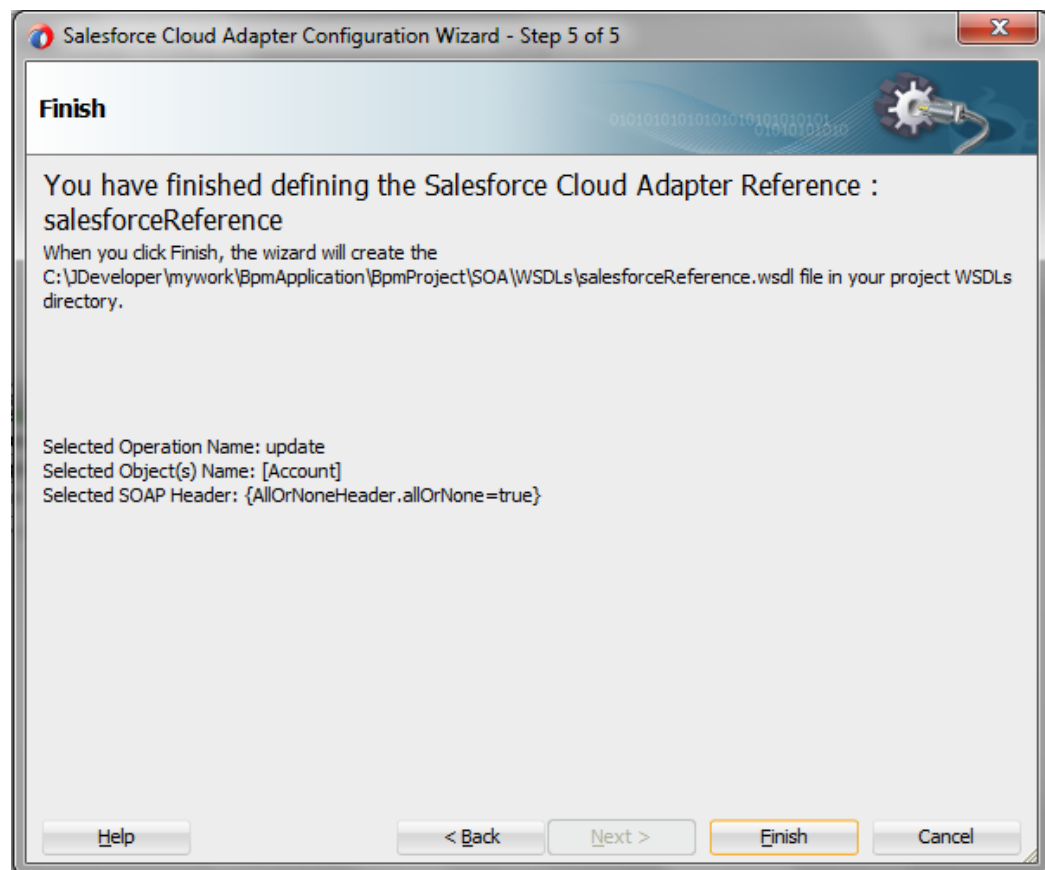 Salesforce Cloud Adapter Configuration Wizard - Step 5 of 5
x
Finish
You have finished defining the Salesforce Cloud Adapter Reference :
salesforceReference
When you click Finish, the wizard will create the
C:\JDeveloper\mywork\BpmApplication\BpmProject\SOA\WSDLs\salesforceReference.wsdl file in your project WSDLs
directory.
Selected Operation Name: update
Selected Object(s) Name: [Account]
Selected SOAP Header: {AllOrNoneHeader.allOrNone=true}
Help
< Back
Next >
Finish
Cancel